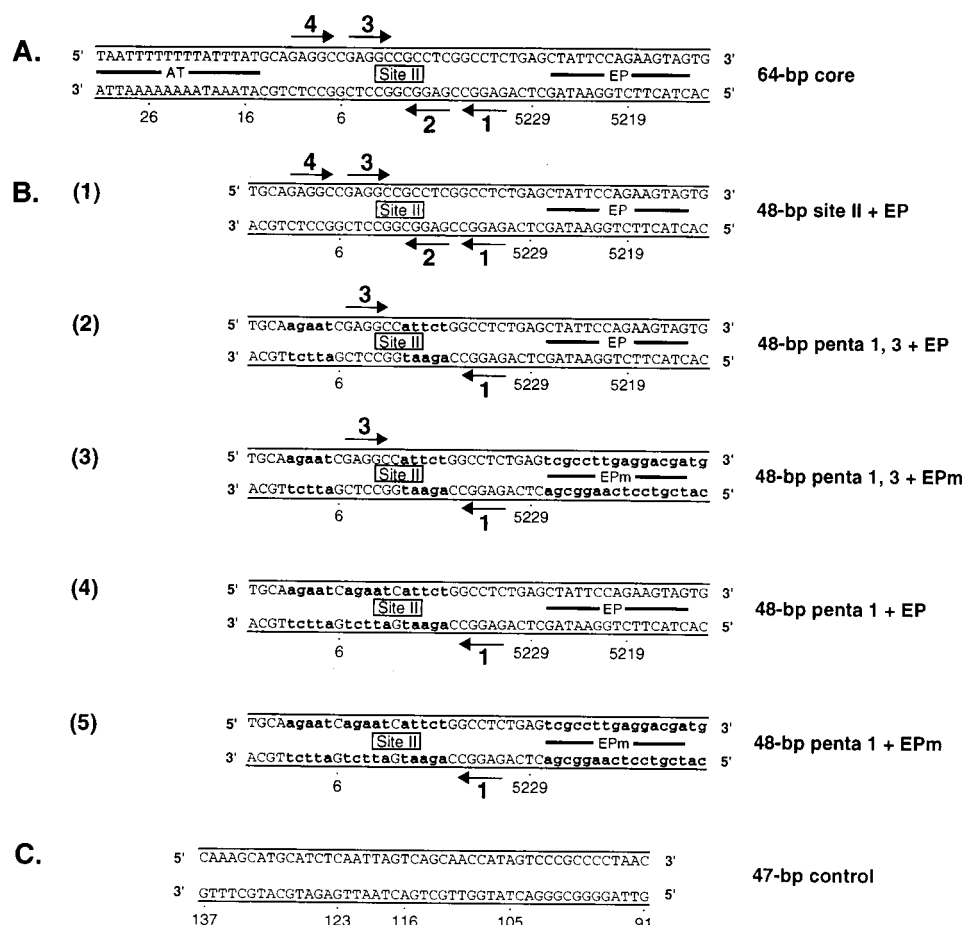 4 3
A. 5' TAATTTTTTTTATTTATGCAGAGGCCGAGGCCGCCTCGGCCTCTGAGCTATTCCAGAAGTAGTG 3'
AT Site II EP 64-bp core
3' ATTAAAAAAAATAAATACGTCTCCGGCTCCGGCGGAGCCGGAGACTCGATAAGGTCTTCATCAC 5'
26 16 6 2 1 5229 5219
4 3
B. (1) 5' TGCAGAGGCCGAGGCCGCCTCGGCCTCTGAGCTATTCCAGAAGTAGTG 3'
Site II EP 48-bp site II + EP
3' ACGTCTCCGGCTCCGGCGGAGCCGGAGACTCGATAAGGTCTTCATCAC 5'
6 2 1 5229 5219
3
(2) 5' TGCAagaatCGAGGCCattctGGCCTCTGAGCTATTCCAGAAGTAGTG 3'
Site II EP 48-bp penta 1, 3 + EP
3' ACGTtcttaGCTCCGGtaagaCCGGAGACTCGATAAGGTCTTCATCAC 5'
6 1 5229 5219
3
(3) 5' TGCAagaatCGAGGCCattctGGCCTCTGAGtcgccttgaggacgatg 3'
Site II EPm 48-bp penta 1, 3 + EPm
3' ACGTtcttaGCTCCGGtaagaCCGGAGACTCagcggaactcctgctac 5'
6 1 5229
(4) 5' TGCAagaatCagaatCattctGGCCTCTGAGCTATTCCAGAAGTAGTG 3'
Site II EP 48-bp penta 1 + EP
3' ACGTtcttaGtcttaGtaagaCCGGAGACTCGATAAGGTCTTCATCAC 5'
6 1 5229 5219
(5) 5' TGCAagaatCagaatCattctGGCCTCTGAGtcgccttgaggacgatg 3'
Site II EPm 48-bp penta 1 + EPm
3' ACGTtcttaGtcttaGtaagaCCGGAGACTCagcggaactcctgctac 5'
6 1 5229
C. 5' CAAAGCATGCATCTCAATTAGTCAGCAACCATAGTCCCGCCCCTAAC 3'
47-bp control
3' GTTTCGTACGTAGAGTTAATCAGTCGTTGGTATCAGGGCGGGGATTG 5'
137 123 116 105 91